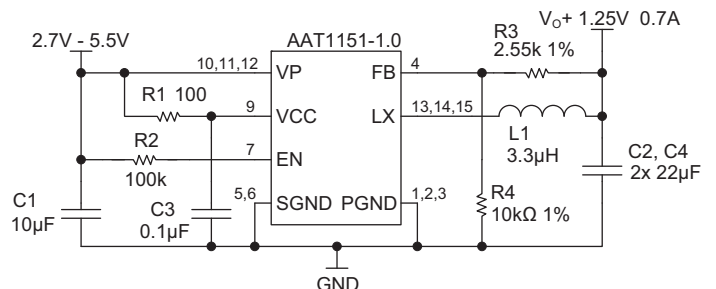 V₀+ 1.25V 0.7A
2.7V - 5.5V
AAT1151-1.0
R3
2.55k 1%
10,11,12
VP
FB
4
R1 100
9
VCC
LX
13,14,15
R2
100k
7
EN
L1
3.3µH
C2, C4
2x 22µF
C1
10µF
C3
0.1µF
5,6
SGND
PGND
1,2,3
R4
10kΩ 1%
GND